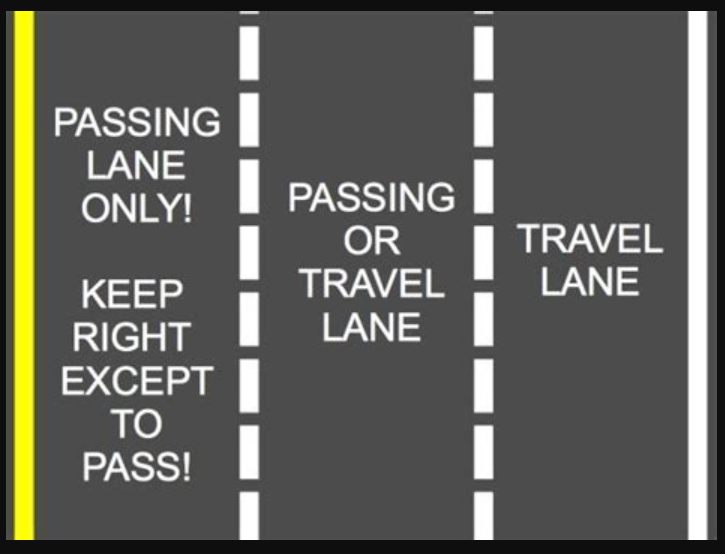 PASSING
LANE
ONLY!
KEEP
RIGHT
EXCEPT
TO
PASS!
PASSING
OR
TRAVEL
LANE
TRAVEL
LANE